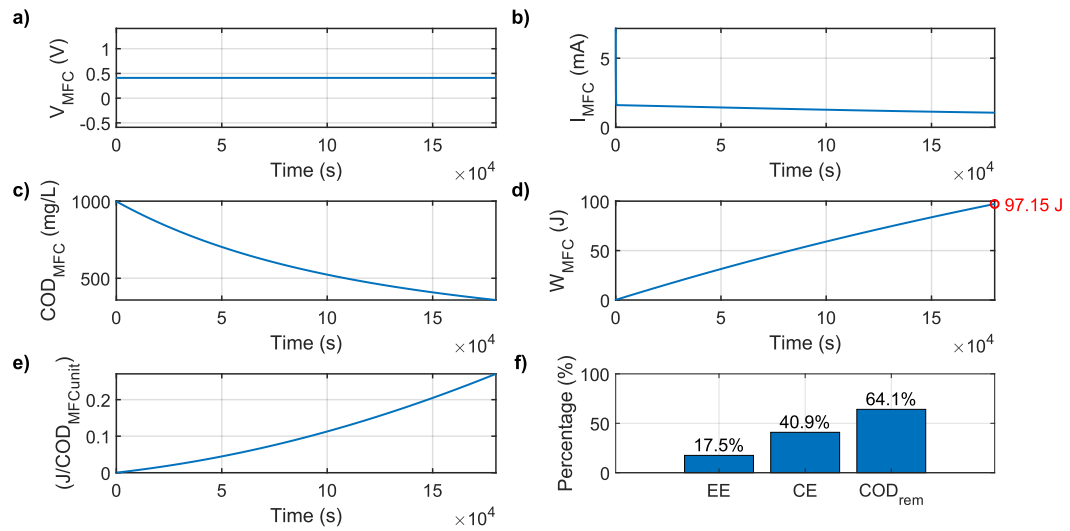 a)
V_MFC (V)
1
0.5
0
-0.5
0 5 10 15
Time (s)
×10^4
b)
I_MFC (mA)
5
0
0 5 10 15
Time (s)
×10^4
c)
COD_MFC (mg/L)
1000
500
0 5 10 15
Time (s)
×10^4
d)
W_MFC (J)
100
50
0
97.15 J
0 5 10 15
Time (s)
×10^4
e)
(J/COD_MFCunit)
0.2
0.1
0
0 5 10 15
Time (s)
×10^4
f)
Percentage (%)
100
50
0
17.5%
40.9%
64.1%
EE CE COD_rem